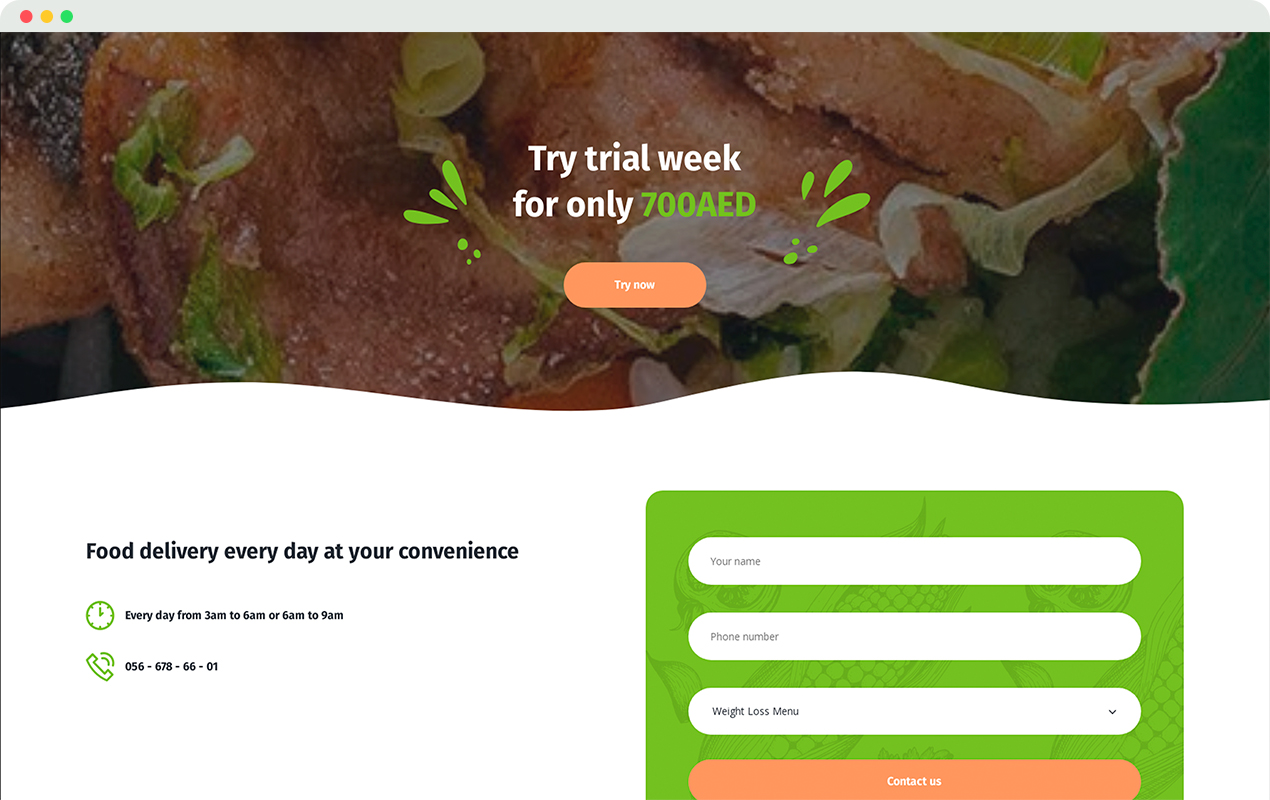 Try trial week
for only 700AED
Try now
Food delivery every day at your convenience
Every day from 3am to 6am or 6am to 9am
056 - 678 - 66 - 01
Your name
Phone number
Weight Loss Menu
Contact us